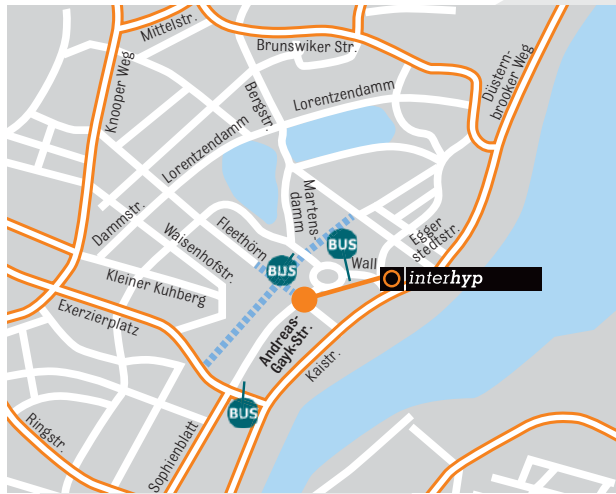 Mittelstr.
Brunswiker Str.
Düstern-
brooker Weg
Knooper Weg
Bergstr.
Lorentzendamm
Lorentzendamm
Dammstr.
Waisenhofstr.
Fleethörn
Martens-
damm
Egger
stedtstr.
BUS
Wall
BUS
interhyp
Kleiner Kuhberg
Exerzierplatz
Andreas-
Gayk-Str.
Kaistr.
BUS
Ringstr.
Sophienblatt